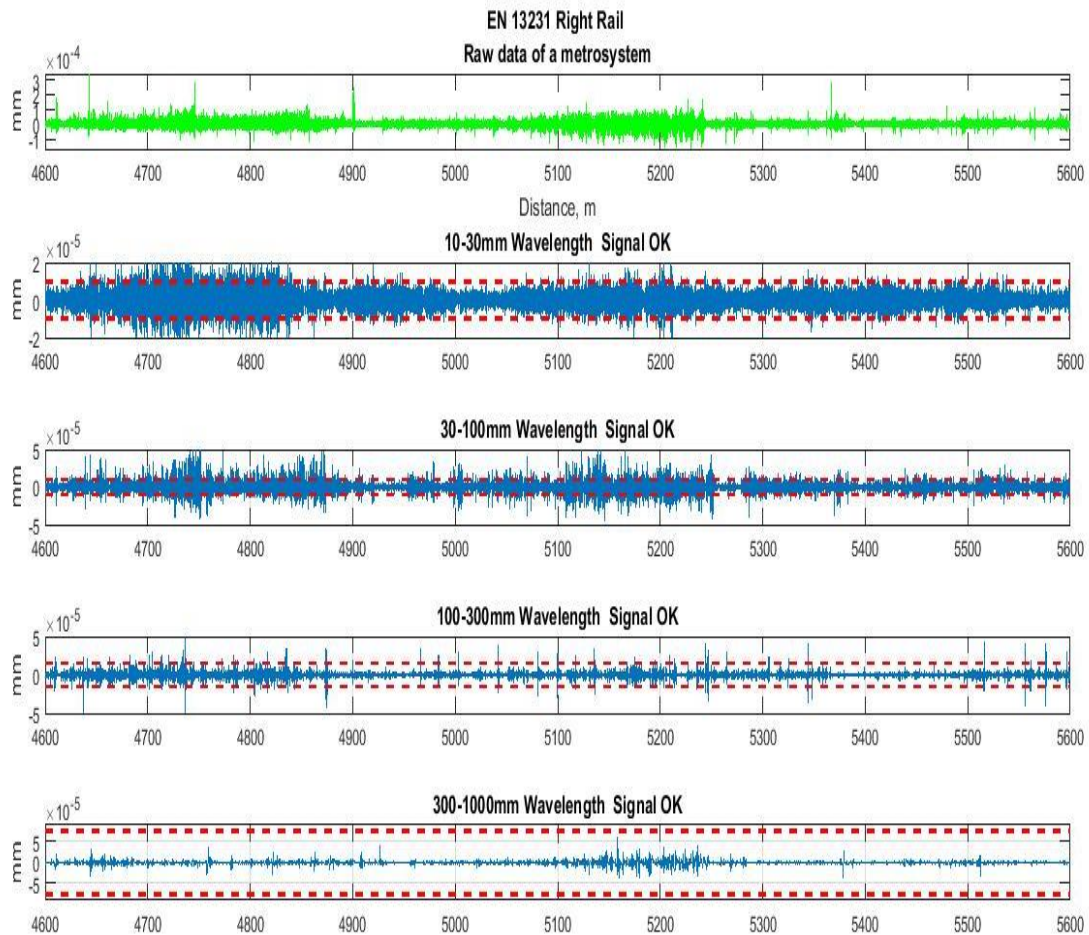 EN 13231 Right Rail
Raw data of a metrosystem
×10-4
mm
3
2
1
0
-1
4600 4700 4800 4900 5000 5100 5200 5300 5400 5500 5600
Distance, m
10-30mm Wavelength  Signal OK
×10-5
mm
2
0
-2
4600 4700 4800 4900 5000 5100 5200 5300 5400 5500 5600
30-100mm Wavelength  Signal OK
×10-5
mm
5
0
-5
4600 4700 4800 4900 5000 5100 5200 5300 5400 5500 5600
100-300mm Wavelength  Signal OK
×10-5
mm
5
0
-5
4600 4700 4800 4900 5000 5100 5200 5300 5400 5500 5600
300-1000mm Wavelength  Signal OK
×10-5
mm
5
0
-5
4600 4700 4800 4900 5000 5100 5200 5300 5400 5500 5600